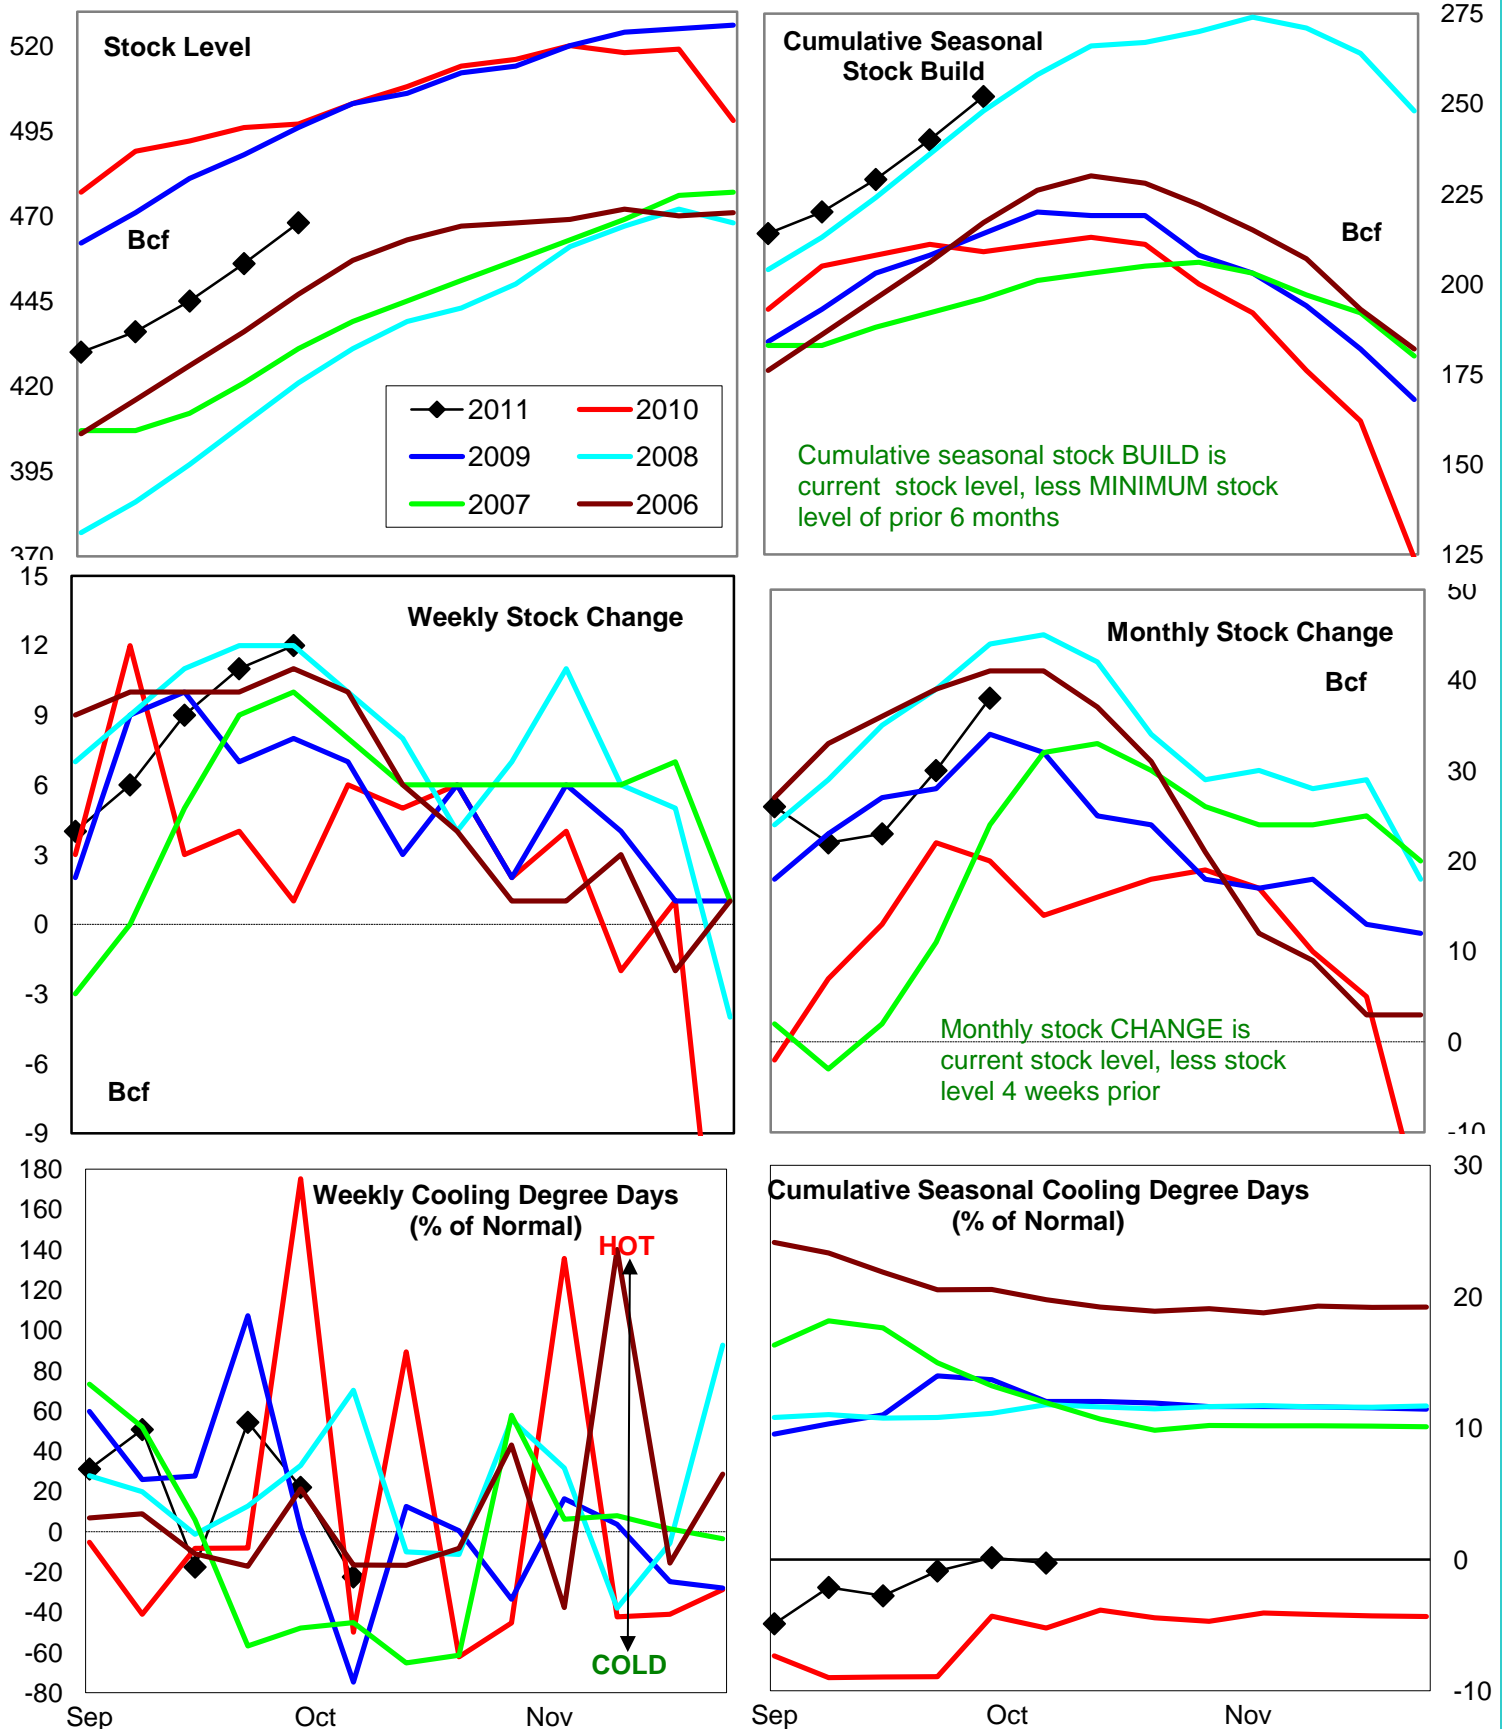 Stock Level
Bcf
520
495
470
445
420
395
370
2011
2010
2009
2008
2007
2006
Cumulative Seasonal
Stock Build
Bcf
275
250
225
200
175
150
125
Cumulative seasonal stock BUILD is
current stock level, less MINIMUM stock
level of prior 6 months
Weekly Stock Change
15
12
9
6
3
0
-3
-6
-9
Bcf
Monthly Stock Change
Bcf
50
40
30
20
10
0
-10
Monthly stock CHANGE is
current stock level, less stock
level 4 weeks prior
Weekly Cooling Degree Days
(% of Normal)
HOT
COLD
180
160
140
120
100
80
60
40
20
0
-20
-40
-60
-80
Sep
Oct
Nov
Cumulative Seasonal Cooling Degree Days
(% of Normal)
30
20
10
0
-10
Sep
Oct
Nov